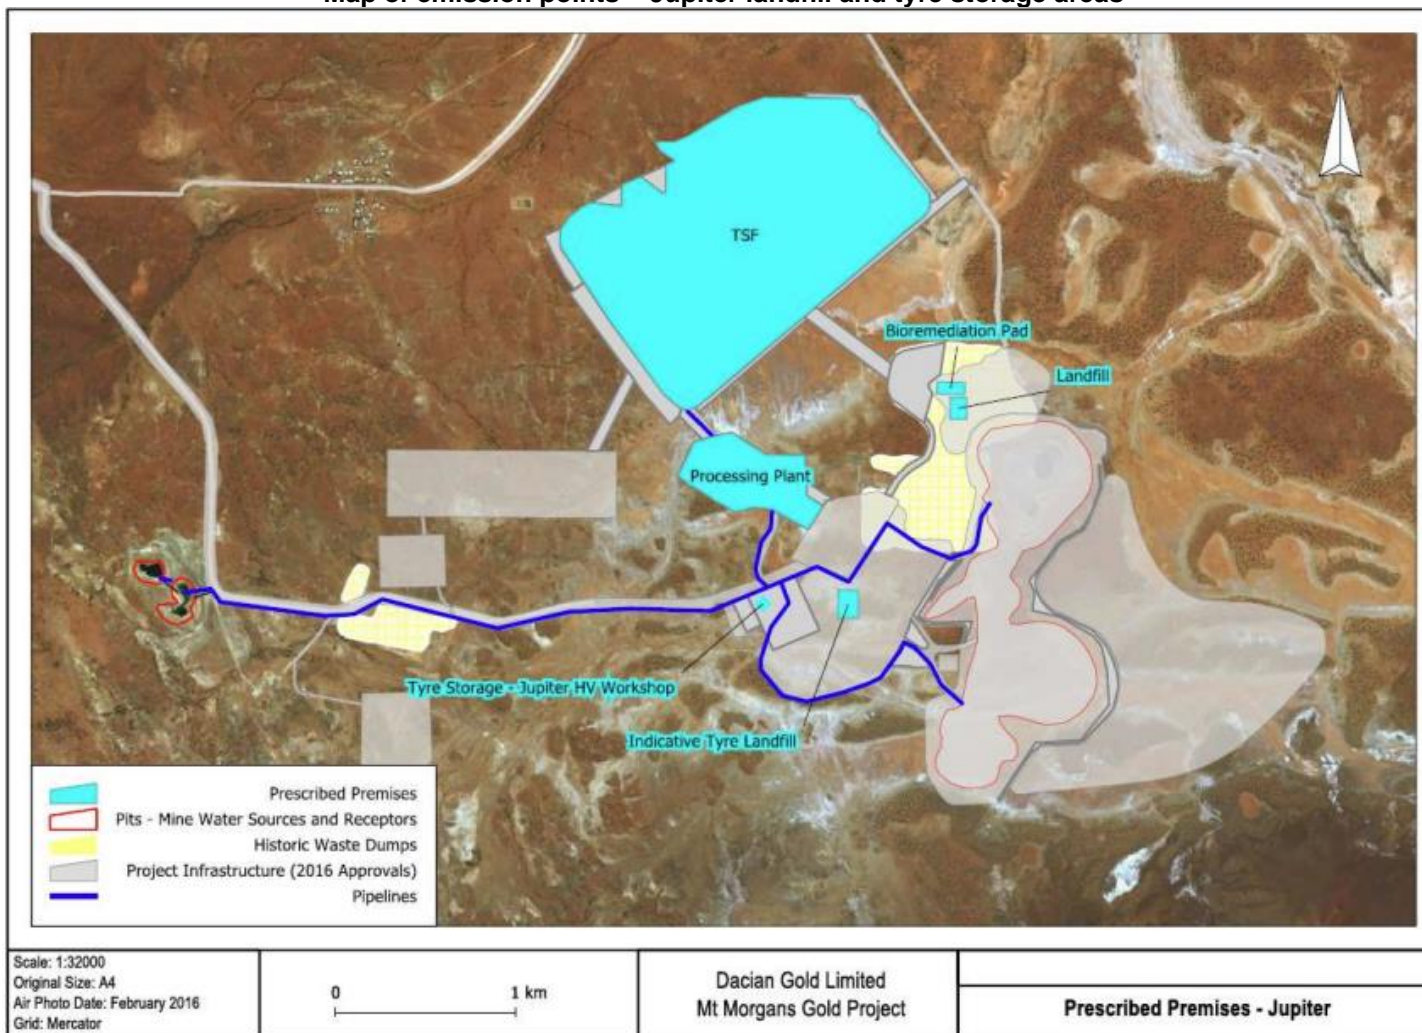 Map of emission points – Jupiter landfill and tyre storage areas
TSF
Bioremediation Pad
Landfill
Processing Plant
Tyre Storage - Jupiter HV Workshop
Indicative Tyre Landfill
Prescribed Premises
Pits - Mine Water Sources and Receptors
Historic Waste Dumps
Project Infrastructure (2016 Approvals)
Pipelines
Scale: 1:32000
Original Size: A4
Air Photo Date: February 2016
Grid: Mercator
0 1 km
Dacian Gold Limited
Mt Morgans Gold Project
Prescribed Premises - Jupiter